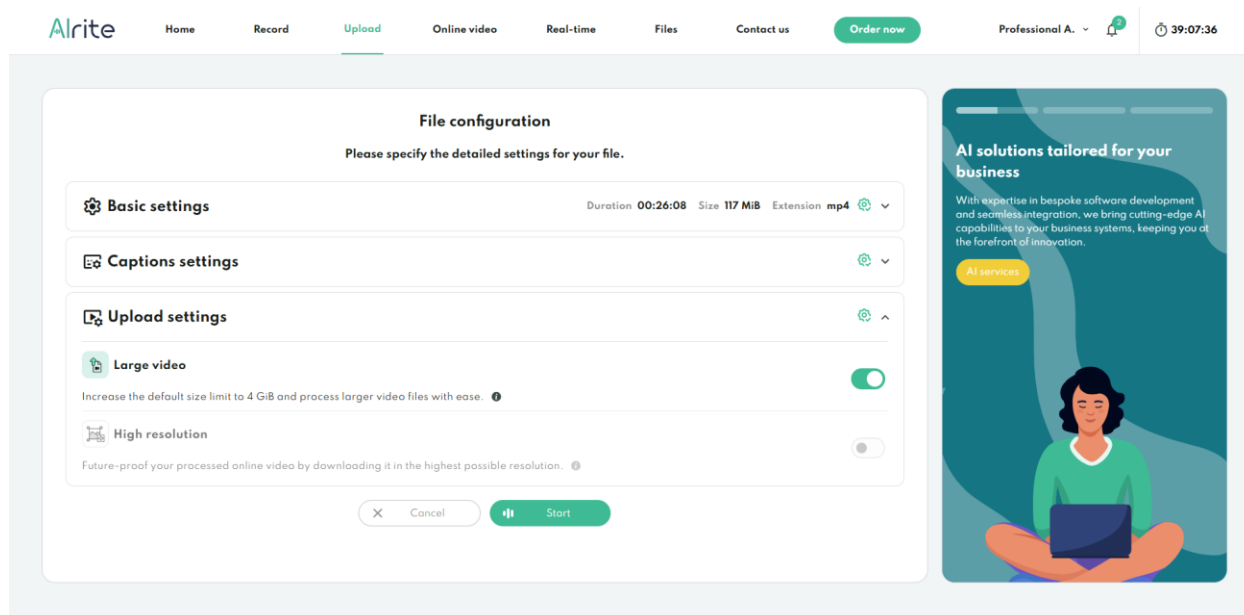 Alrite
Home Record Upload Online video Real-time Files Contact us Order now Professional A. 2 39:07:36
File configuration
Please specify the detailed settings for your file.
Basic settings Duration 00:26:08 Size 117 MiB Extension mp4
Captions settings
Upload settings
Large video
Increase the default size limit to 4 GiB and process larger video files with ease.
High resolution
Future-proof your processed online video by downloading it in the highest possible resolution.
Cancel Start
AI solutions tailored for your
business
With expertise in bespoke software development
and seamless integration, we bring cutting-edge AI
capabilities to your business systems, keeping you at
the forefront of innovation.
AI services